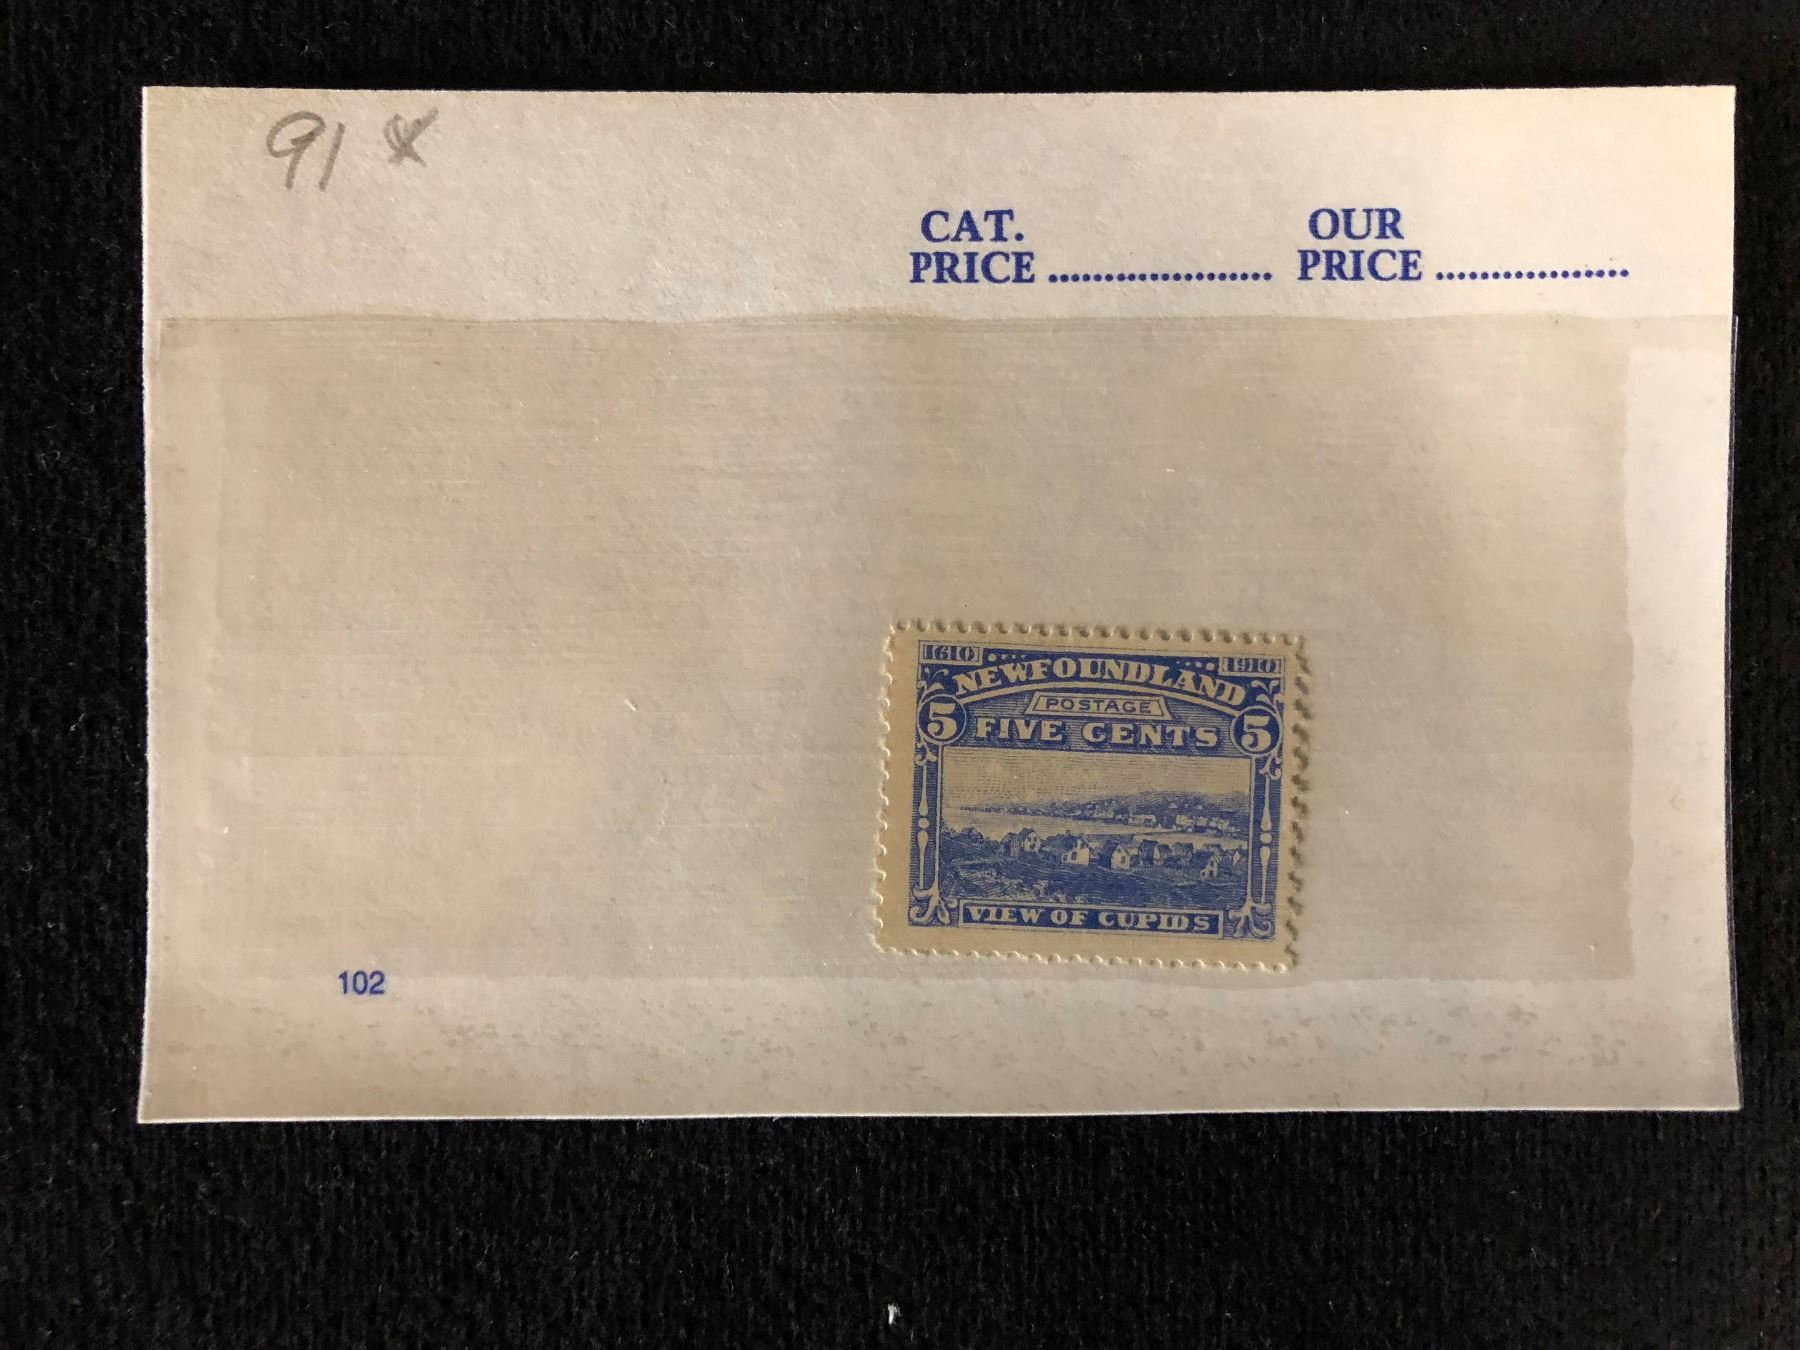 91 *
CAT. OUR
PRICE ..................... PRICE ..................
1610 1910
NEWFOUNDLAND
POSTAGE
5 FIVE CENTS 5
VIEW OF CUPIDS
102